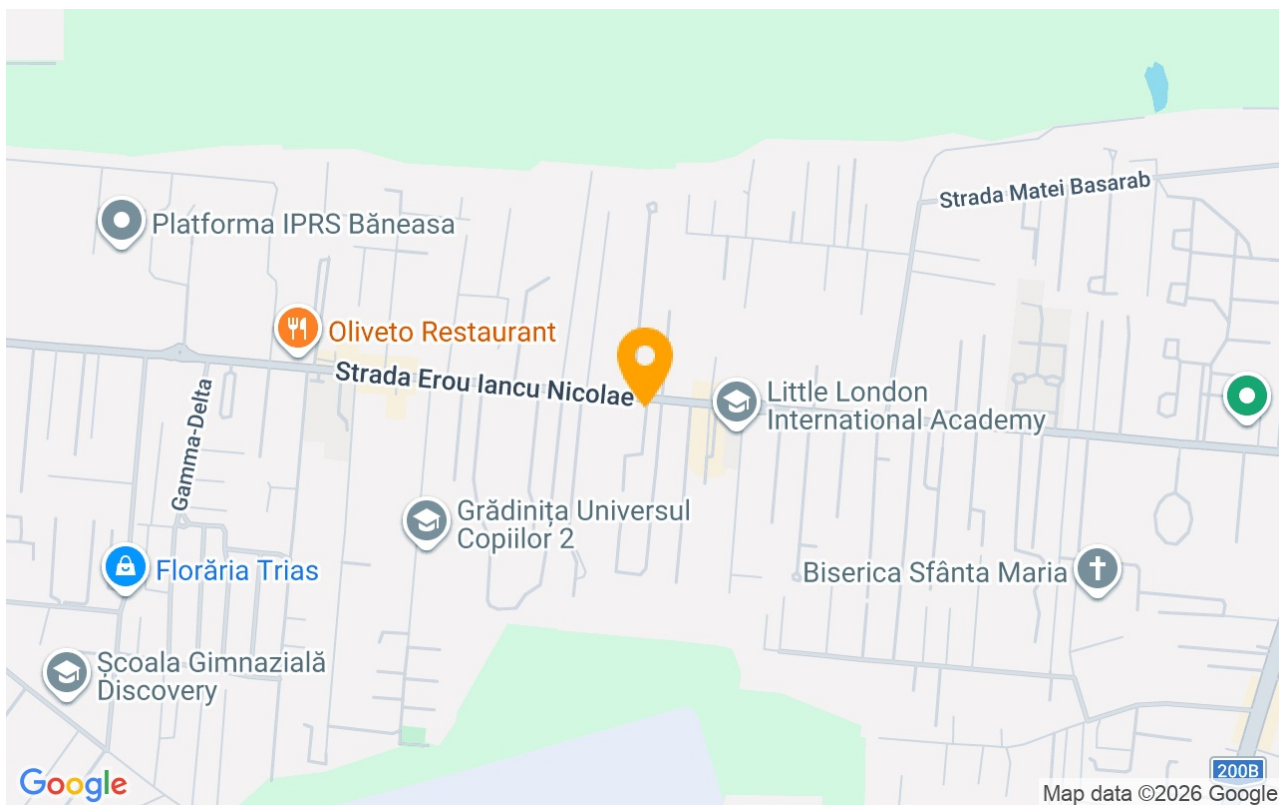 Strada Matei Basarab
Platforma IPRS Băneasa
Oliveto Restaurant
Strada Erou Iancu Nicolae
Little London
International Academy
Gamma-Delta
Grădinița Universul
Copiilor 2
Florăria Trias
Biserica Sfânta Maria
Școala Gimnazială
Discovery
200B
Google
Map data ©2026 Google